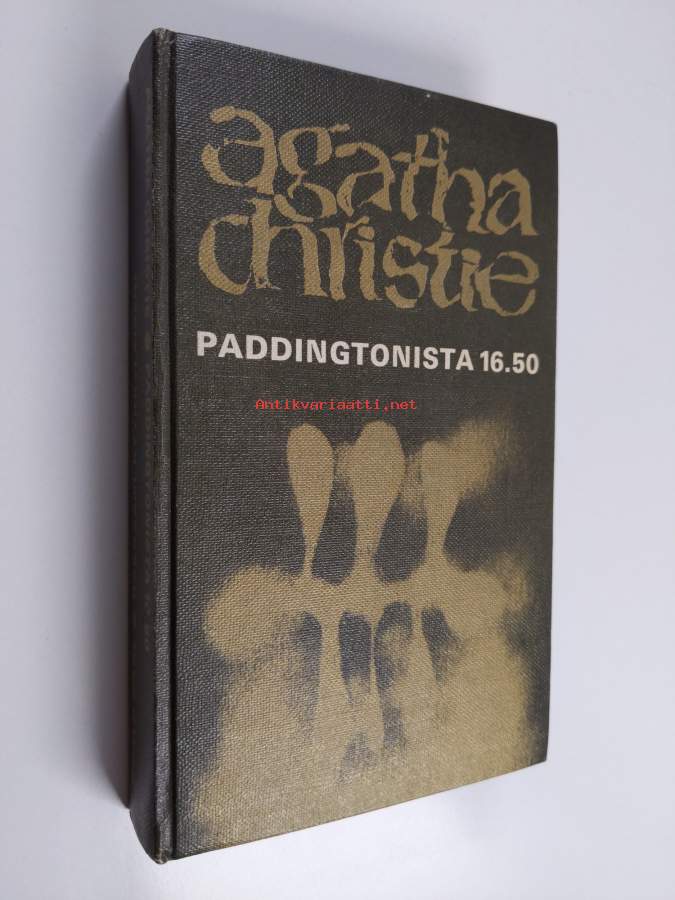 agatha
christie
PADDINGTONISTA 16.50
Antikvariaatti.net